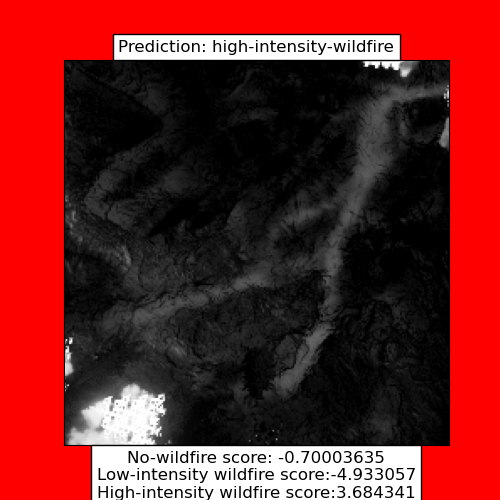 Prediction: high-intensity-wildfire
No-wildfire score: -0.70003635
Low-intensity wildfire score:-4.933057
High-intensity wildfire score:3.684341